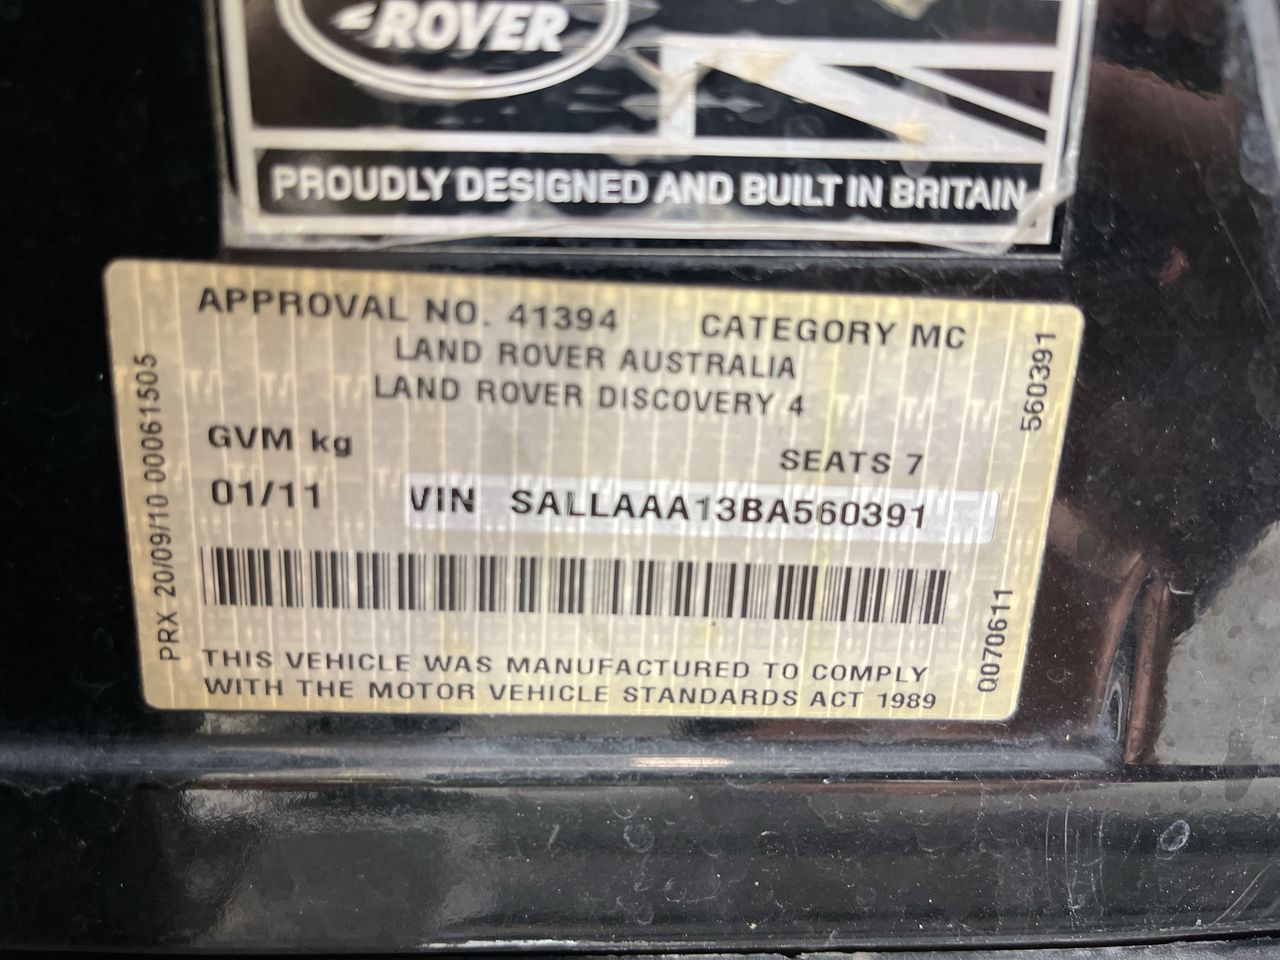 ROVER
PROUDLY DESIGNED AND BUILT IN BRITAIN
APPROVAL NO. 41394 CATEGORY MC
LAND ROVER AUSTRALIA
LAND ROVER DISCOVERY 4
GVM kg
SEATS 7
01/11
VIN SALLAAA13BA560391
THIS VEHICLE WAS MANUFACTURED TO COMPLY
WITH THE MOTOR VEHICLE STANDARDS ACT 1989
PRX 20/09/10 00061505
560391
Q070611